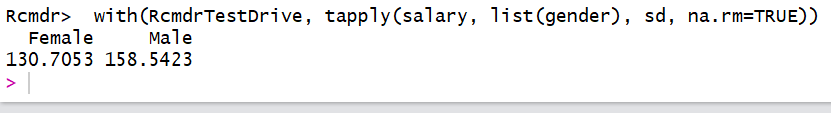 Rcmdr>  with(RcmdrTestDrive, tapply(salary, list(gender), sd, na.rm=TRUE))
  Female     Male
130.7053 158.5423
>